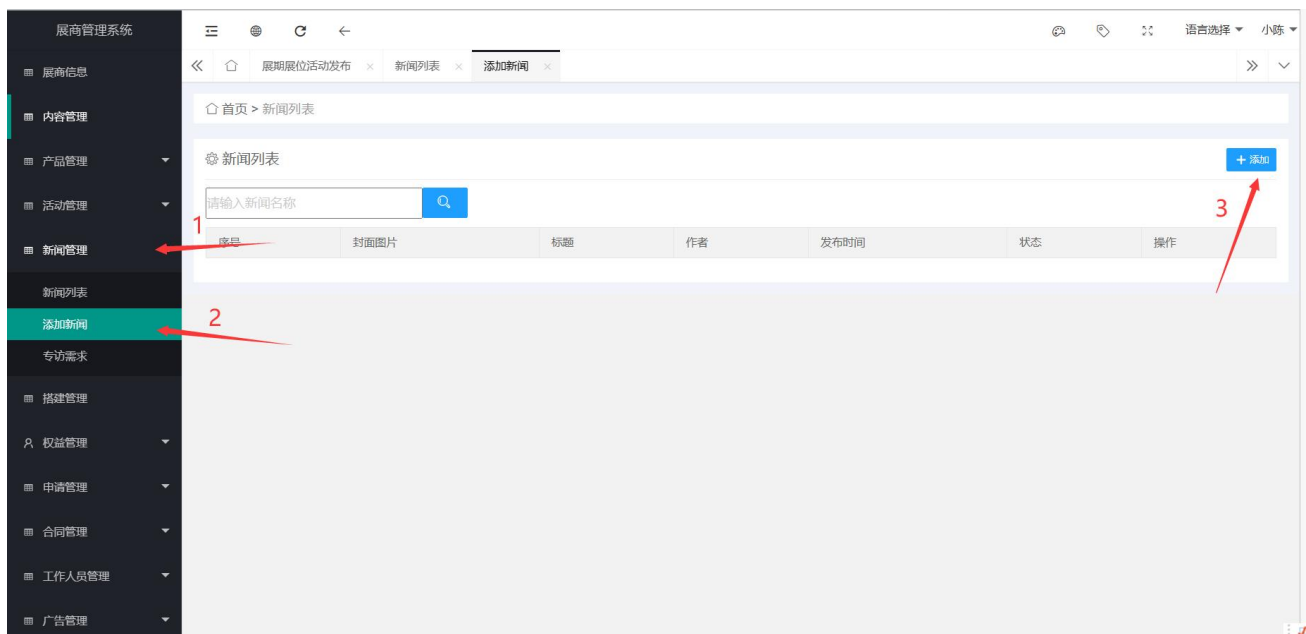 展商管理系统
语言选择 小陈
展商信息
内容管理
产品管理
活动管理
新闻管理
新闻列表
添加新闻
专访需求
搭建管理
权益管理
申请管理
合同管理
工作人员管理
广告管理
展期展位活动发布 × 新闻列表 × 添加新闻 ×
首页 > 新闻列表
新闻列表
+ 添加
请输入新闻名称
序号 封面图片 标题 作者 发布时间 状态 操作
1
2
3